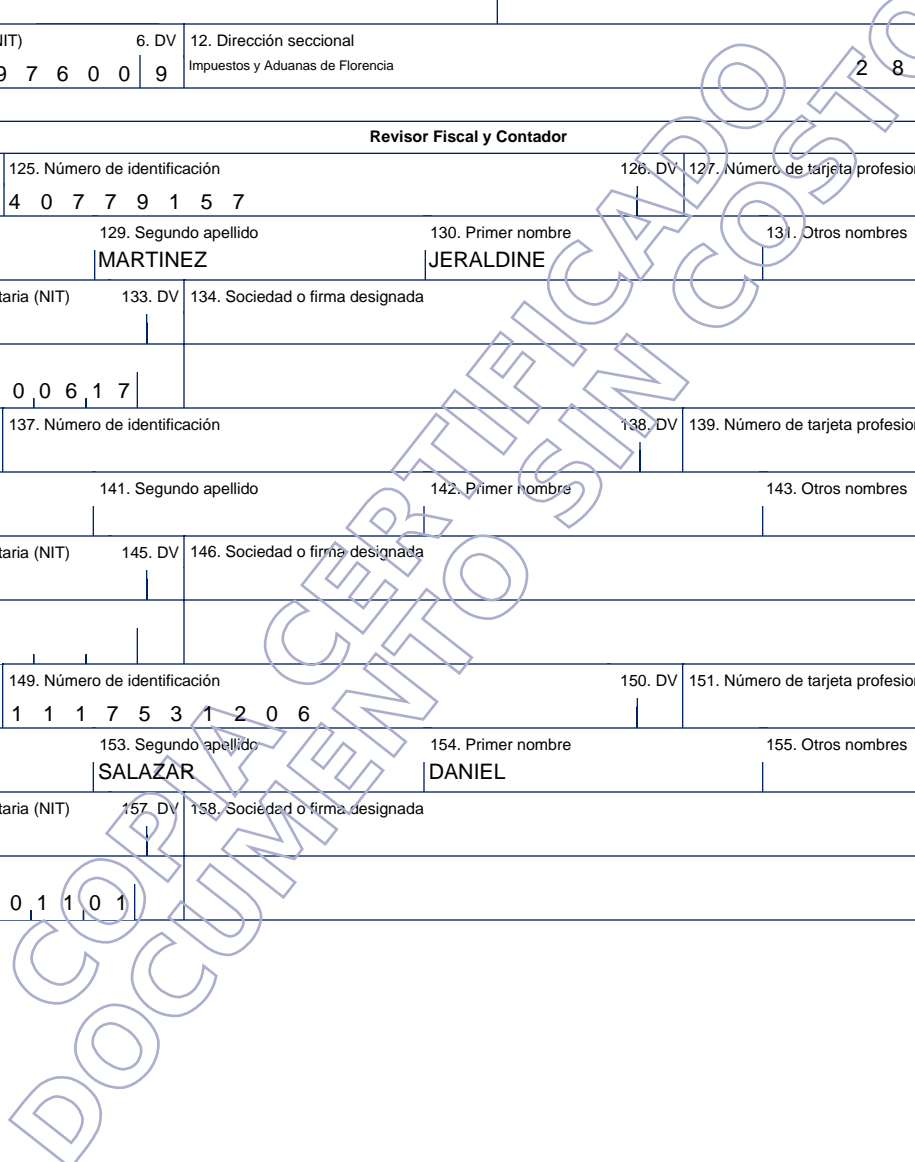 NIT) 6. DV 12. Dirección seccional
9 7 6 0 0 9 Impuestos y Aduanas de Florencia 2 8
Revisor Fiscal y Contador
125. Número de identificación 126. DV 127. Número de tarjeta profesion
4 0 7 7 9 1 5 7
129. Segundo apellido 130. Primer nombre 131. Otros nombres
MARTINEZ JERALDINE
taria (NIT) 133. DV 134. Sociedad o firma designada
0 0 6 1 7
137. Número de identificación 138. DV 139. Número de tarjeta profesion
141. Segundo apellido 142. Primer nombre 143. Otros nombres
taria (NIT) 145. DV 146. Sociedad o firma designada
149. Número de identificación 150. DV 151. Número de tarjeta profesion
1 1 1 7 5 3 1 2 0 6
153. Segundo apellido 154. Primer nombre 155. Otros nombres
SALAZAR DANIEL
taria (NIT) 157. DV 158. Sociedad o firma designada
0 1 1 0 1
COPIA CERTIFICADO
DOCUMENTO SIN COSTO